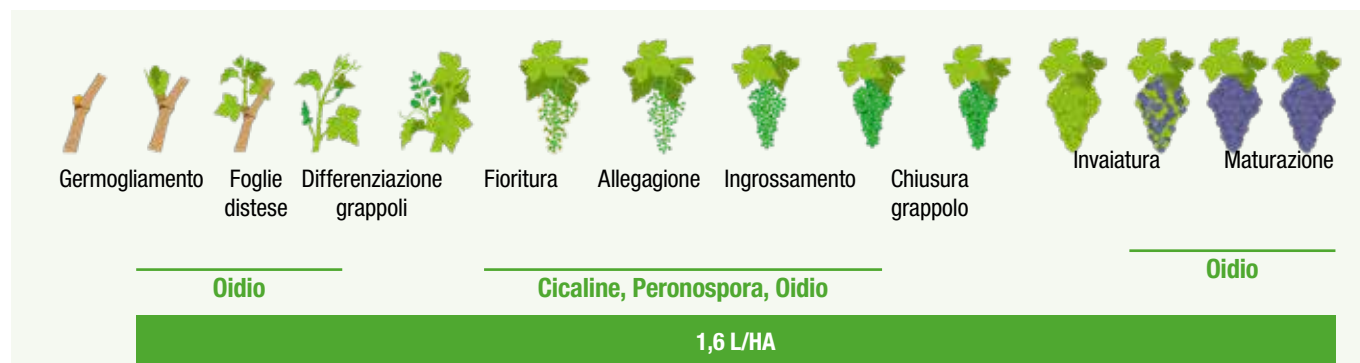 Germogliamento
Foglie
distese
Differenziazione
grappoli
Fioritura
Allegagione
Ingrossamento
Chiusura
grappolo
Invaiatura
Maturazione
Oidio
Cicaline, Peronospora, Oidio
Oidio
1,6 L/HA